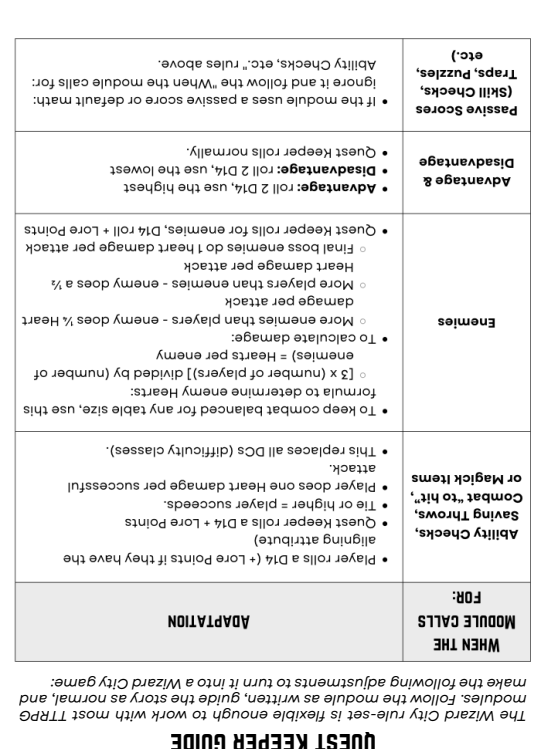 QUEST KEEPER GUIDE
The Wizard City rule-set is flexible enough to work with most TTRPG
modules. Follow the module as written, guide the story as normal, and
make the following adjustments to turn it into a Wizard City game:
WHEN THE
MODULE CALLS
FOR:
ADAPTATION
Ability Checks,
Saving Throws,
Combat "to hit",
or Magick Items
• Player rolls a D14 (+ Lore Points if they have the
aligning attribute)
• Quest Keeper rolls a D14 + Lore Points
• Tie or higher = player succeeds.
• Player does one Heart damage per successful
attack.
• This replaces all DCs (difficulty classes).
Enemies
• To keep combat balanced for any table size, use this
formula to determine enemy Hearts:
○ [3 x (number of players)] divided by (number of
enemies) = Hearts per enemy
• To calculate damage:
○ More enemies than players - enemy does ¼ Heart
damage per attack
○ More players than enemies - enemy does a ½
Heart damage per attack
○ Final boss enemies do 1 heart damage per attack
• Quest Keeper rolls for enemies, D14 roll + Lore Points
Advantage &
Disadvantage
• Advantage: roll 2 D14, use the highest
• Disadvantage: roll 2 D14, use the lowest
• Quest Keeper rolls normally.
Passive Scores
(Skill Checks,
Traps, Puzzles,
etc.)
• If the module uses a passive score or default math:
ignore it and follow the "When the module calls for:
Ability Checks, etc." rules above.